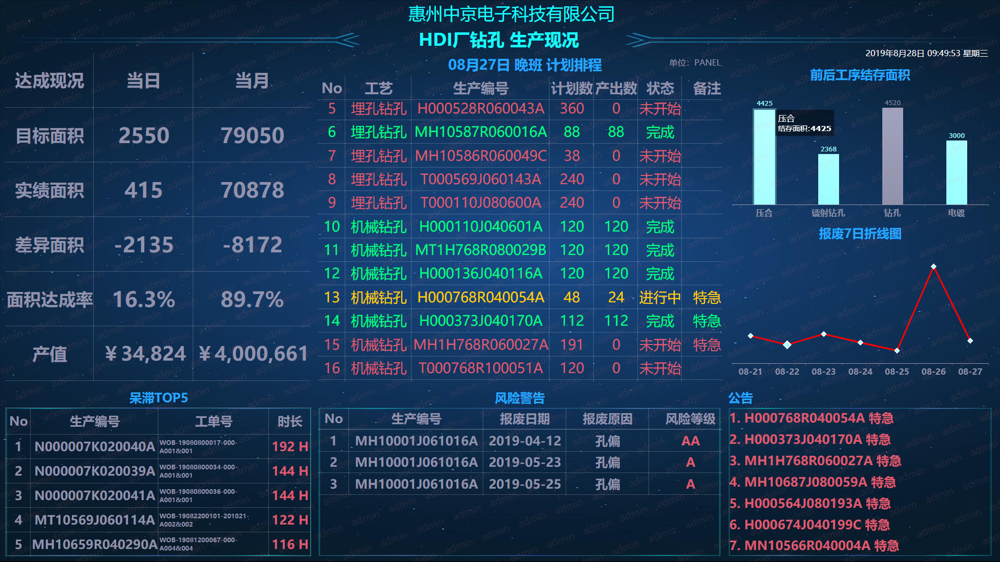 惠州中京电子科技有限公司
HDI厂钻孔 生产现况
2019年8月28日 09:49:53 星期三
达成现况 当日 当月
目标面积 2550 79050
实绩面积 415 70878
差异面积 -2135 -8172
面积达成率 16.3% 89.7%
产值 ￥34,824 ￥4,000,661
08月27日 晚班 计划排程
单位：PANEL
No 工艺 生产编号 计划数 产出数 状态 备注
5 埋孔钻孔 H000528R060043A 360 0 未开始
6 埋孔钻孔 MH10587R060016A 88 88 完成
7 埋孔钻孔 MH10586R060049C 38 0 未开始
8 埋孔钻孔 T000569J060143A 240 0 未开始
9 埋孔钻孔 T000110J080600A 240 0 未开始
10 机械钻孔 H000110J040601A 120 120 完成
11 机械钻孔 MT1H768R080029B 120 120 完成
12 机械钻孔 H000136J040116A 120 120 完成
13 机械钻孔 H000768R040054A 48 24 进行中 特急
14 机械钻孔 H000373J040170A 112 112 完成 特急
15 机械钻孔 MH1H768R060027A 191 0 未开始 特急
16 机械钻孔 T000768R100051A 120 0 未开始
前后工序结存面积
4425 2368 4520 3000
压合
结存面积:4425
压合 镭射钻孔 钻孔 电镀
报废7日折线图
08-21 08-22 08-23 08-24 08-25 08-26 08-27
呆滞TOP5
No 生产编号 工单号 时长
1 N000007K020040A WOB-19080800017-000-
A001&001 192 H
2 N000007K020039A WOB-19080800034-000-
A001&001 144 H
3 N000007K020041A WOB-19080800036-000-
A001&001 144 H
4 MT10569J060114A WOB-19082200101-201021-
A002&002 122 H
5 MH10659R040290A WOB-19081200067-000-
A004&004 116 H
风险警告
No 生产编号 报废日期 报废原因 风险等级
1 MH10001J061016A 2019-04-12 孔偏 AA
2 MH10001J061016A 2019-05-23 孔偏 A
3 MH10001J061016A 2019-05-25 孔偏 A
公告
1. H000768R040054A 特急
2. H000373J040170A 特急
3. MH1H768R060027A 特急
4. MH10687J080059A 特急
5. H000564J080193A 特急
6. H000674J040199C 特急
7. MN10566R040004A 特急
admin